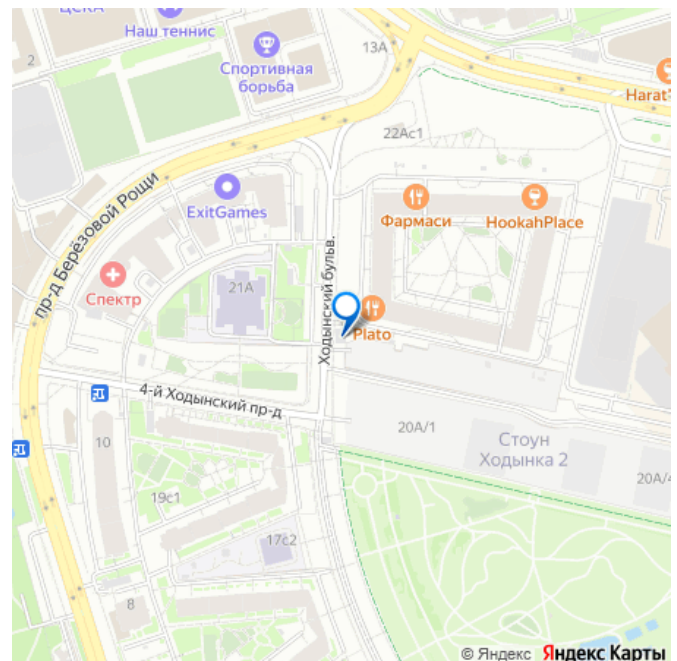 ЦСКА
Наш теннис
2
Спортивная
борьба
13А
Harat'
22Ас1
ExitGames
Фармаси
HookahPlace
пр-д Берёзовой Рощи
Спектр
21А
Ходынский бульв.
Plato
4-й Ходынский пр-д
20А/1
Стоун
Ходынка 2
10
20А/4
19с1
17с2
8
© Яндекс Яндекс Карты